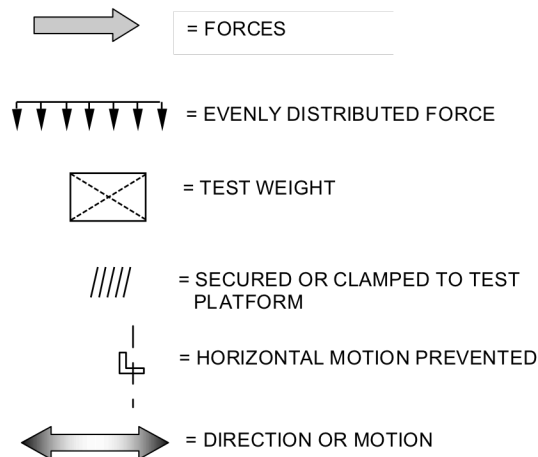 = FORCES
= EVENLY DISTRIBUTED FORCE
= TEST WEIGHT
= SECURED OR CLAMPED TO TEST
PLATFORM
= HORIZONTAL MOTION PREVENTED
= DIRECTION OR MOTION